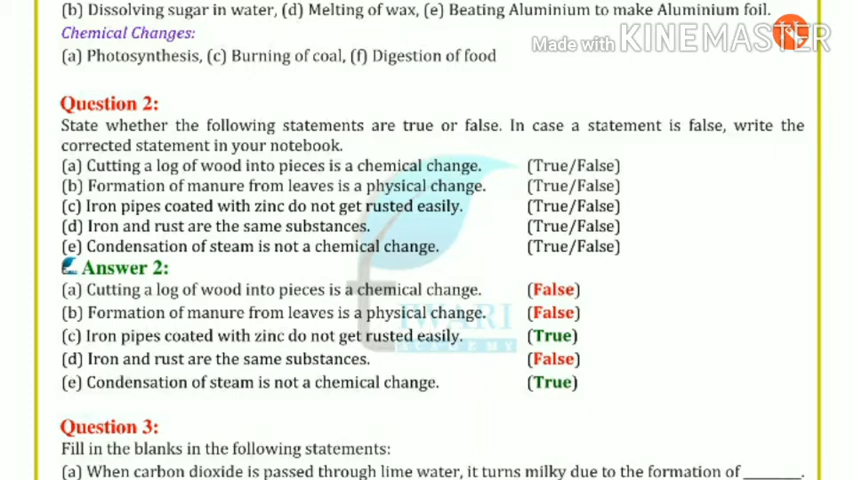 (b) Dissolving sugar in water, (d) Melting of wax, (e) Beating Aluminium to make Aluminium foil.
Chemical Changes:
Made with KINEMASTER
(a) Photosynthesis, (c) Burning of coal, (f) Digestion of food
Question 2:
State whether the following statements are true or false. In case a statement is false, write the
corrected statement in your notebook.
(a) Cutting a log of wood into pieces is a chemical change. (True/False)
(b) Formation of manure from leaves is a physical change. (True/False)
(c) Iron pipes coated with zinc do not get rusted easily. (True/False)
(d) Iron and rust are the same substances. (True/False)
(e) Condensation of steam is not a chemical change. (True/False)
Answer 2:
(a) Cutting a log of wood into pieces is a chemical change. (False)
(b) Formation of manure from leaves is a physical change. (False)
IWARI
(c) Iron pipes coated with zinc do not get rusted easily. (True)
ACADEMY
(d) Iron and rust are the same substances. (False)
(e) Condensation of steam is not a chemical change. (True)
Question 3:
Fill in the blanks in the following statements:
(a) When carbon dioxide is passed through lime water, it turns milky due to the formation of ________.